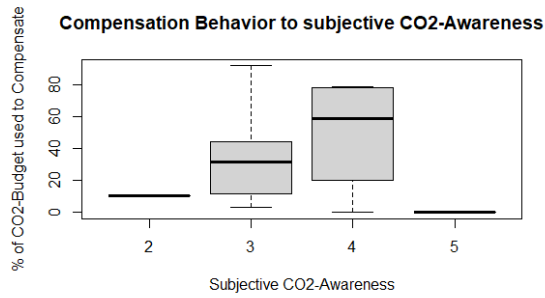 Compensation Behavior to subjective CO2-Awareness
% of CO2-Budget used to Compensate
80
60
40
20
0
2 3 4 5
Subjective CO2-Awareness